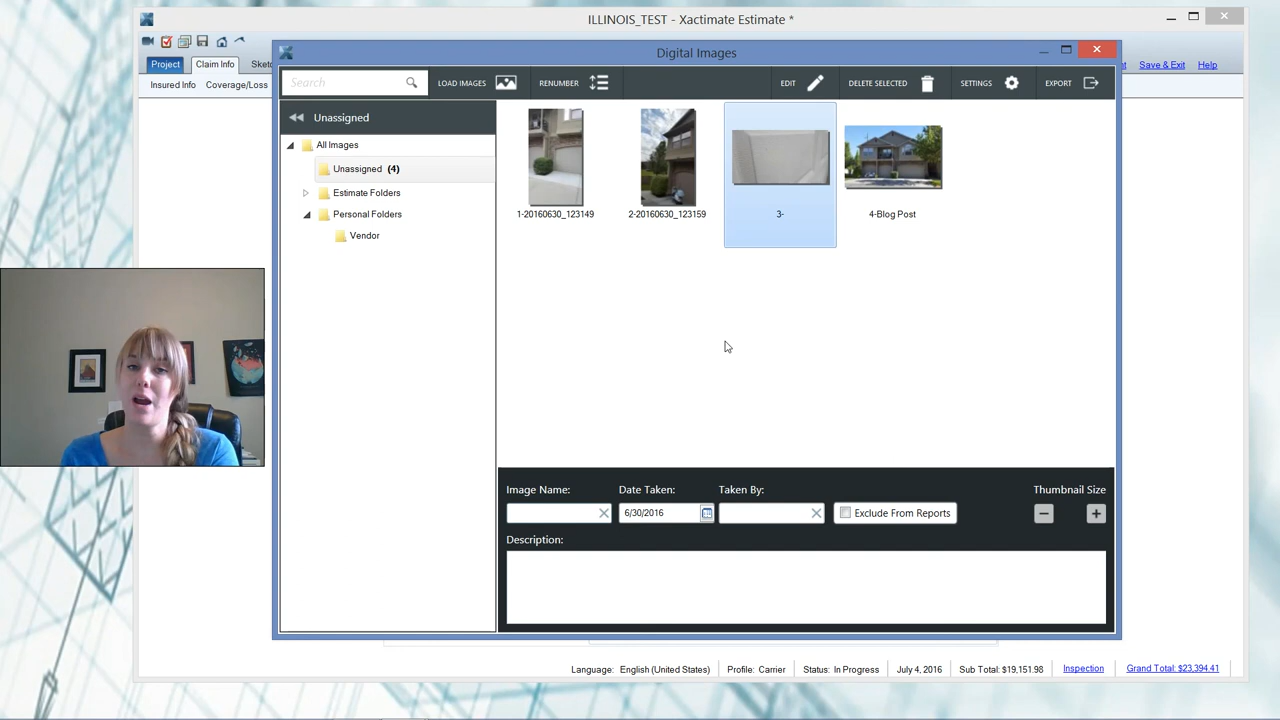 ILLINOIS_TEST - Xactimate Estimate *
Digital Images
Project
Claim Info
Sketc
nt
Save & Exit
Help
Insured Info
Coverage/Loss
Search
LOAD IMAGES
RENUMBER
EDIT
DELETE SELECTED
SETTINGS
EXPORT
Unassigned
All Images
Unassigned (4)
Estimate Folders
Personal Folders
Vendor
1-20160630_123149
2-20160630_123159
3-
4-Blog Post
Image Name:
Date Taken:
Taken By:
Thumbnail Size
6/30/2016
Exclude From Reports
Description:
Language: English (United States)
Profile: Carrier
Status: In Progress
July 4, 2016
Sub Total: $19,151.98
Inspection
Grand Total: $23,394.41